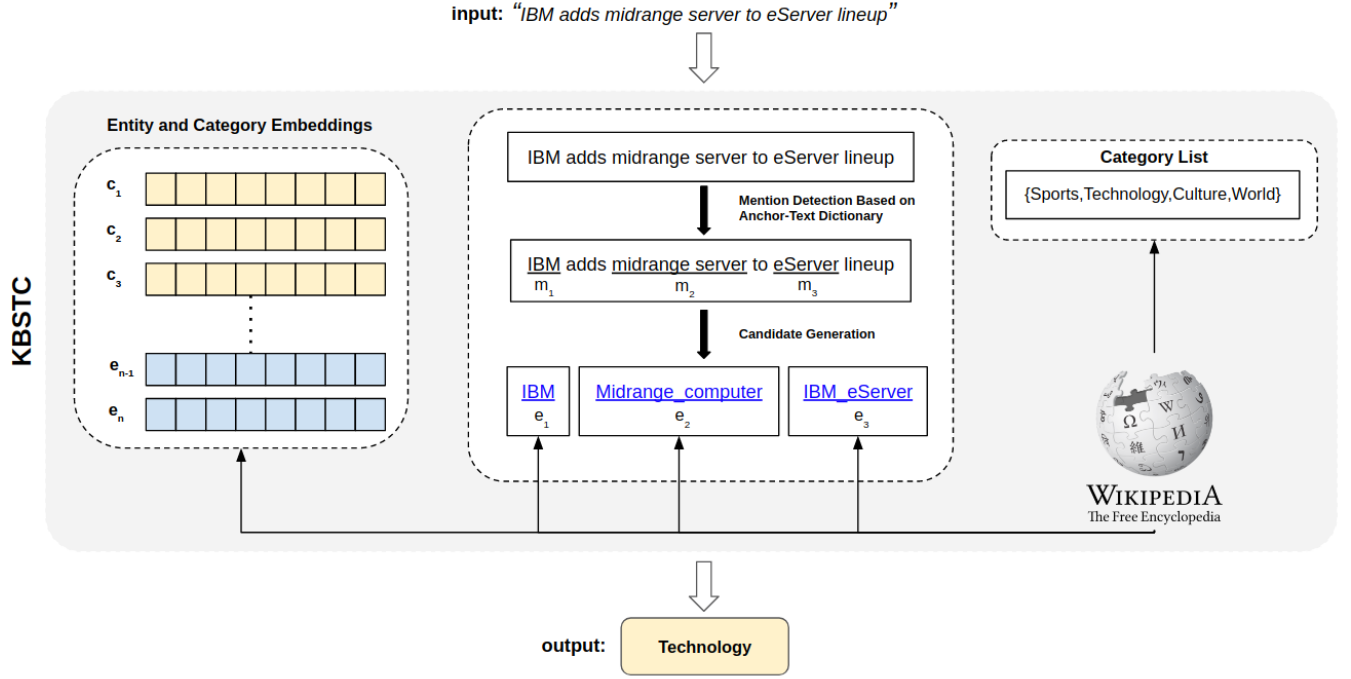 input: “IBM adds midrange server to eServer lineup”
KBSTC
Entity and Category Embeddings
c1
c2
c3
en-1
en
IBM adds midrange server to eServer lineup
Mention Detection Based on
Anchor-Text Dictionary
IBM adds midrange server to eServer lineup
m1 m2 m3
Candidate Generation
IBM
e1
Midrange_computer
e2
IBM_eServer
e3
Category List
{Sports,Technology,Culture,World}
Ω
W
И
維
WIKIPEDIA
The Free Encyclopedia
output: Technology